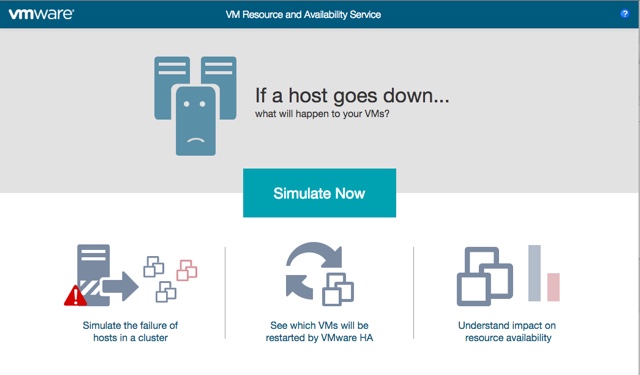 vmware®
VM Resource and Availability Service
?
If a host goes down...
what will happen to your VMs?
Simulate Now
!
Simulate the failure of
hosts in a cluster
See which VMs will be
restarted by VMware HA
Understand impact on
resource availability